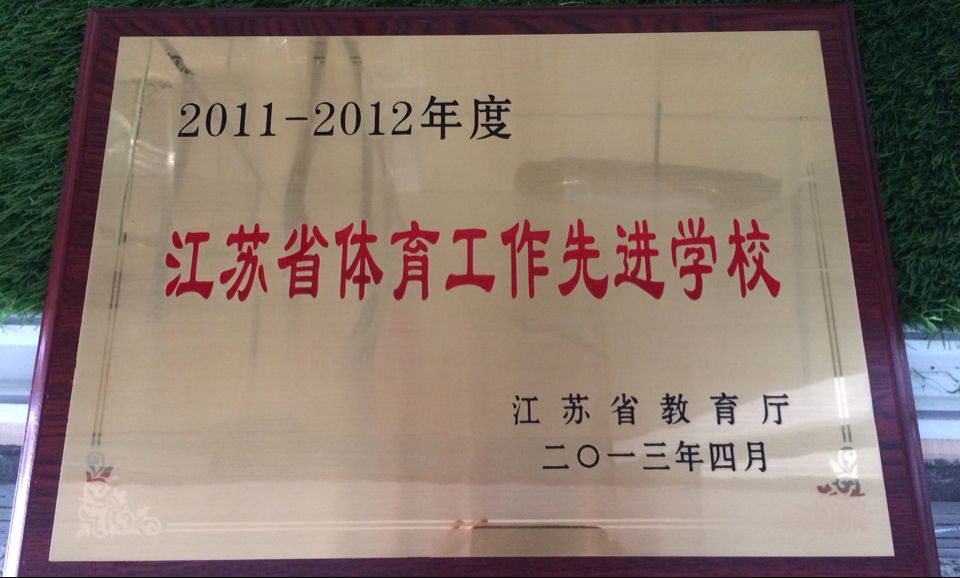 2011-2012年度
江苏省体育工作先进学校
江苏省教育厅
二〇一三年四月